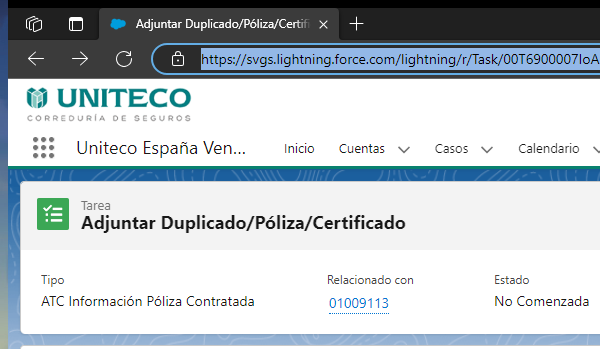 Adjuntar Duplicado/Póliza/Certifi
https://svgs.lightning.force.com/lightning/r/Task/00T6900007IoA
UNITECO
CORREDURÍA DE SEGUROS
Uniteco España Ven... Inicio Cuentas Casos Calendario
Tarea
Adjuntar Duplicado/Póliza/Certificado
Tipo Relacionado con Estado
ATC Información Póliza Contratada 01009113 No Comenzada